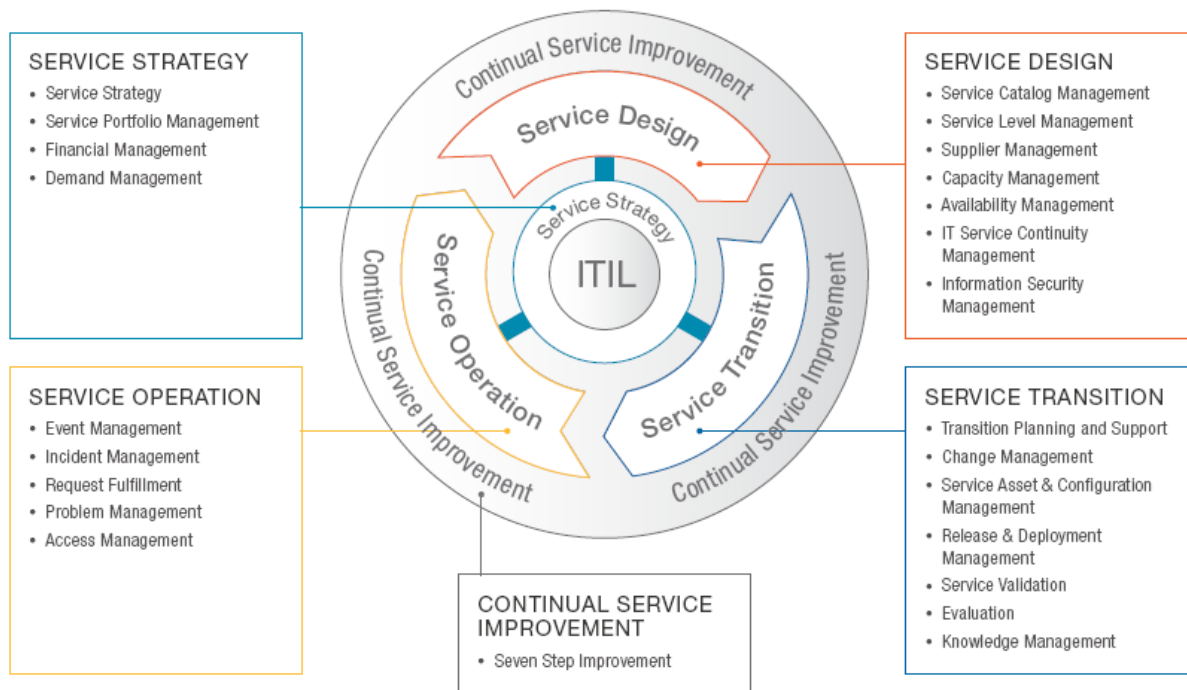 SERVICE STRATEGY
• Service Strategy
• Service Portfolio Management
• Financial Management
• Demand Management
Continual Service Improvement
Service Design
Service Strategy
ITIL
Service Operation
Service Transition
Continual Service Improvement
Continual Service Improvement
SERVICE DESIGN
• Service Catalog Management
• Service Level Management
• Supplier Management
• Capacity Management
• Availability Management
• IT Service Continuity
Management
• Information Security
Management
SERVICE OPERATION
• Event Management
• Incident Management
• Request Fulfillment
• Problem Management
• Access Management
CONTINUAL SERVICE
IMPROVEMENT
• Seven Step Improvement
SERVICE TRANSITION
• Transition Planning and Support
• Change Management
• Service Asset & Configuration
Management
• Release & Deployment
Management
• Service Validation
• Evaluation
• Knowledge Management